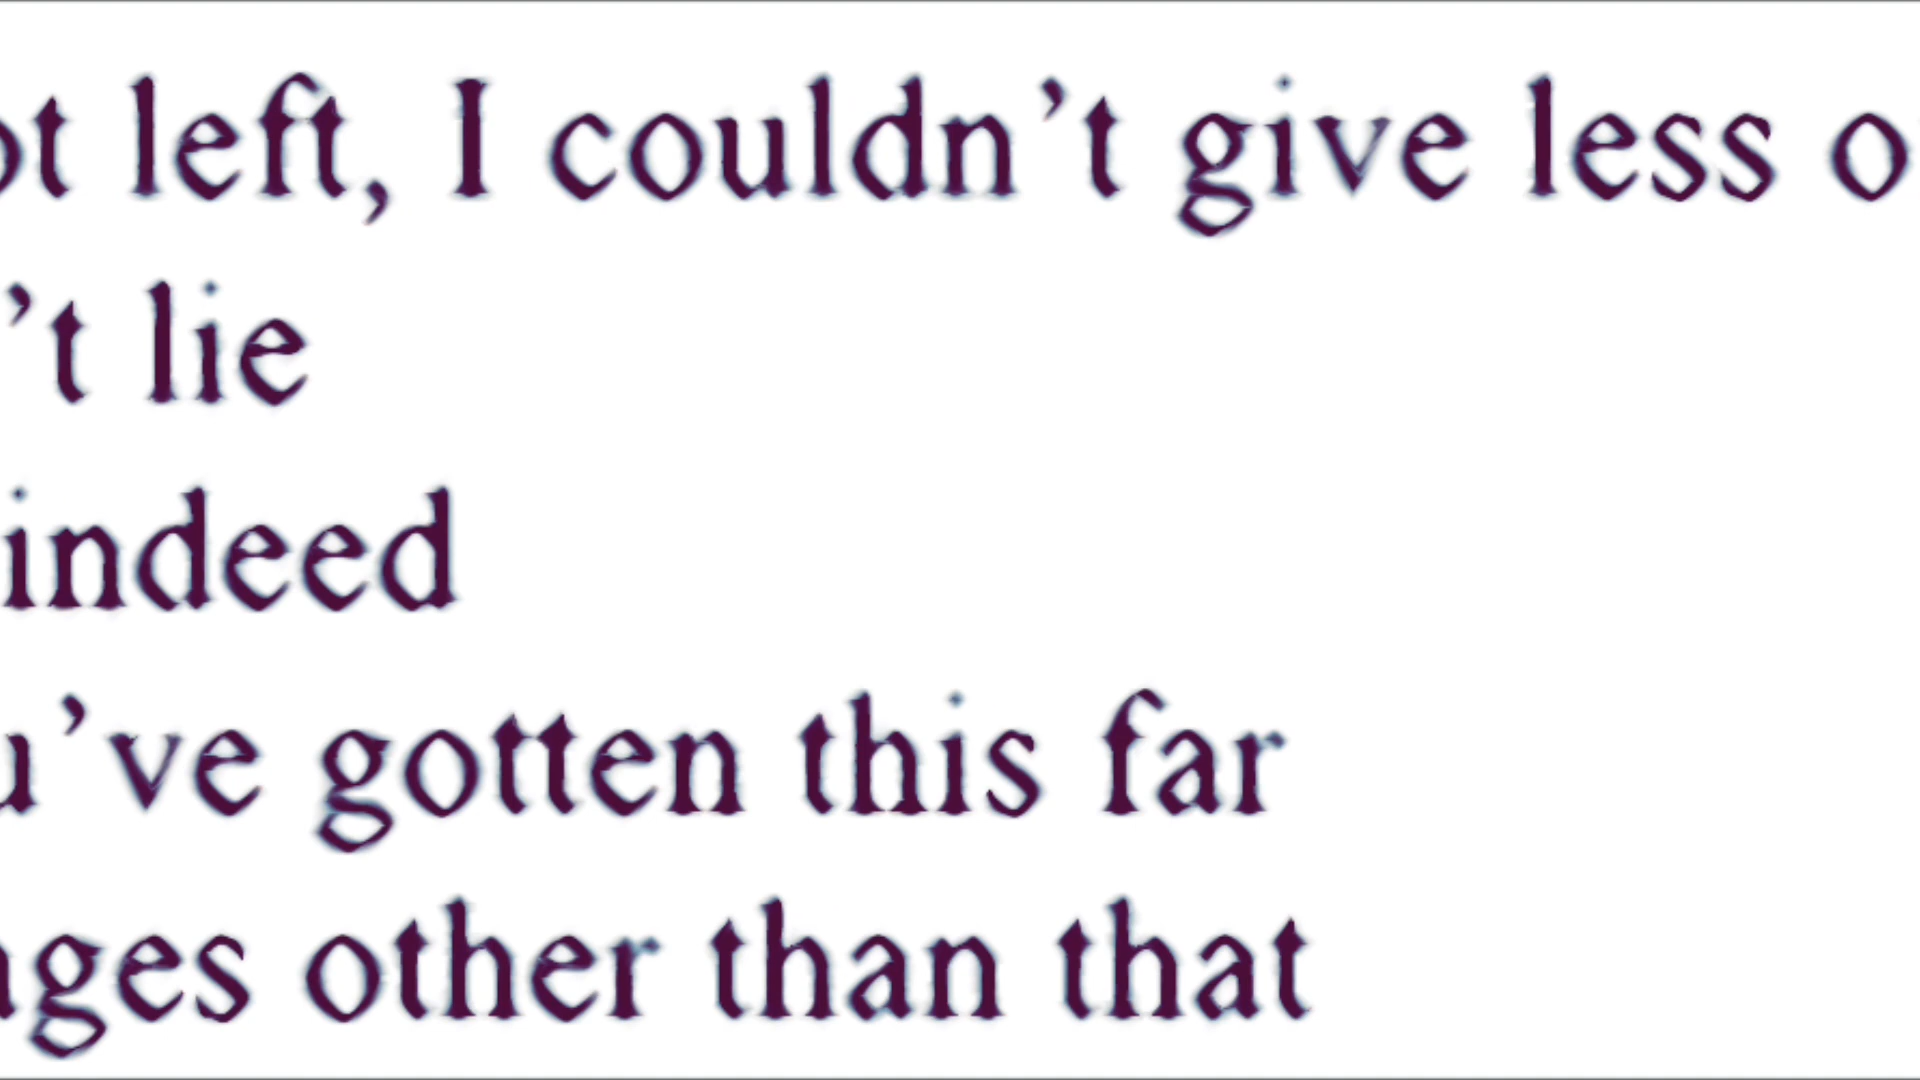 ot left, I couldn’t give less o
’t lie
indeed
u’ve gotten this far
ages other than that